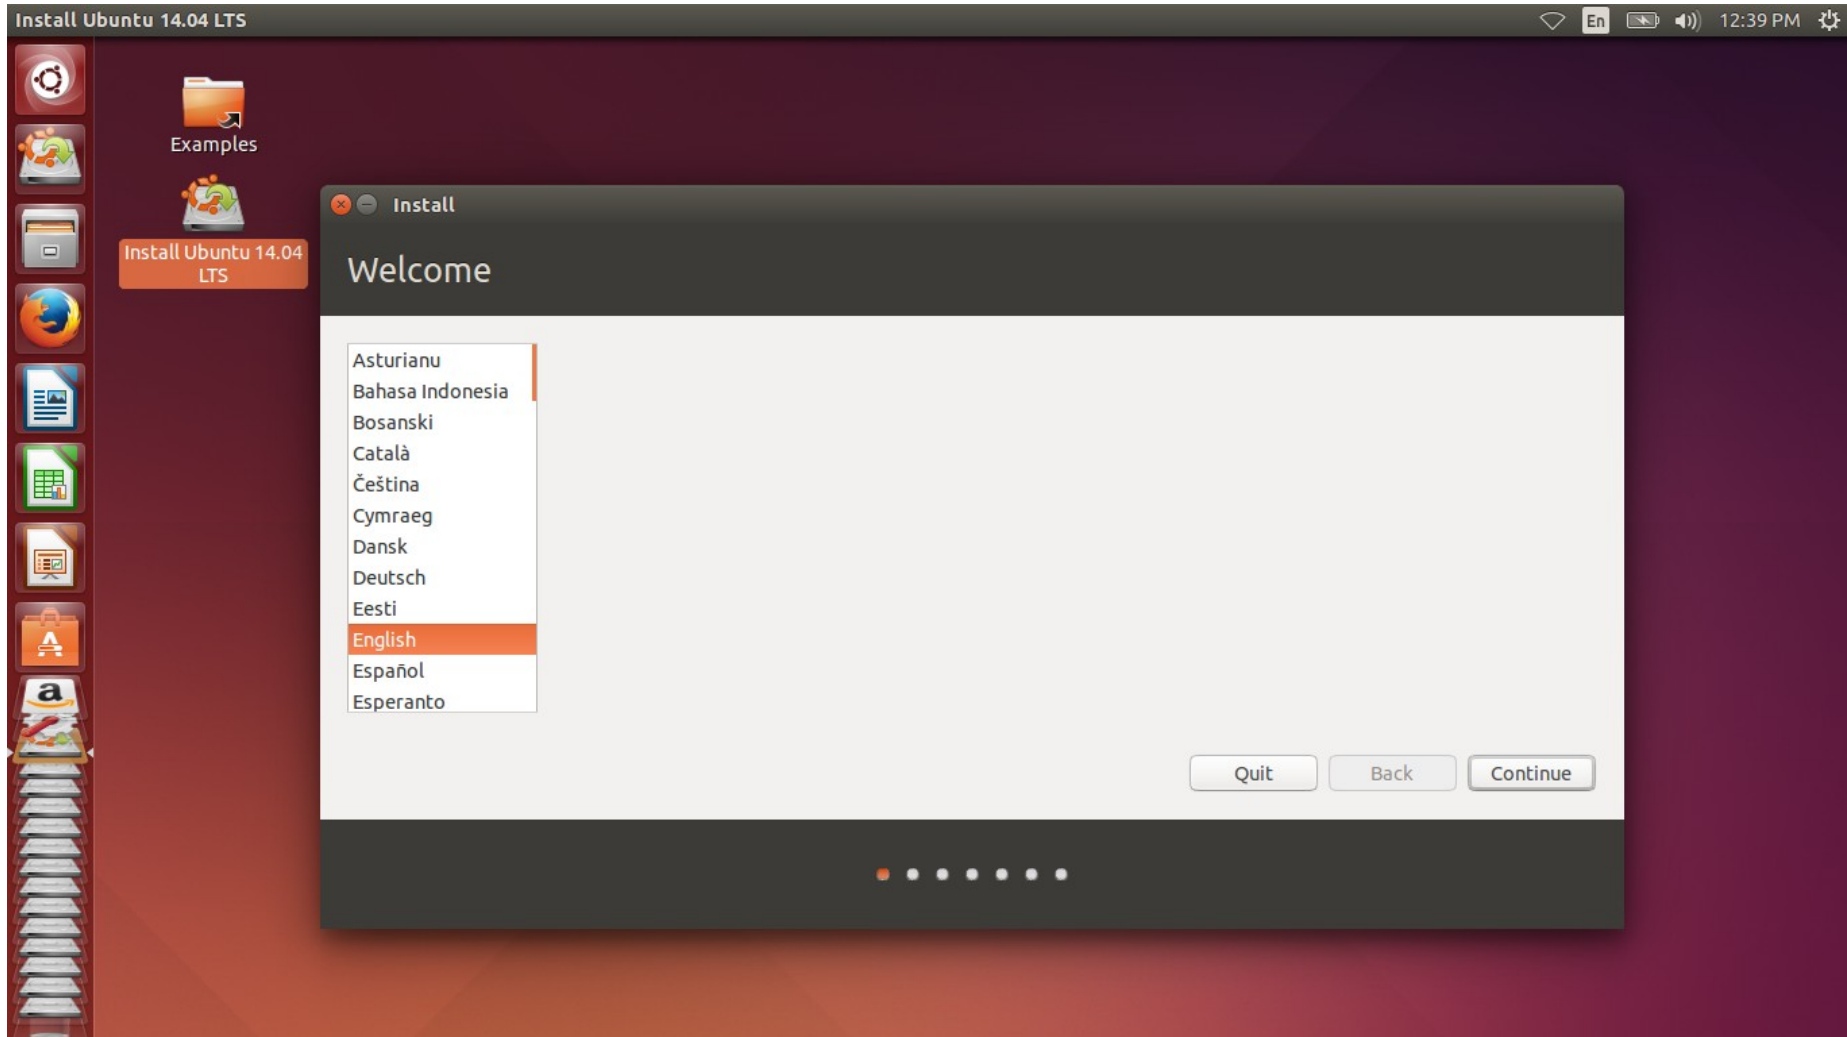 Install Ubuntu 14.04 LTS
En
12:39 PM
Examples
Install Ubuntu 14.04
LTS
Install
Welcome
Asturianu
Bahasa Indonesia
Bosanski
Català
Čeština
Cymraeg
Dansk
Deutsch
Eesti
English
Español
Esperanto
Quit
Back
Continue
A
a